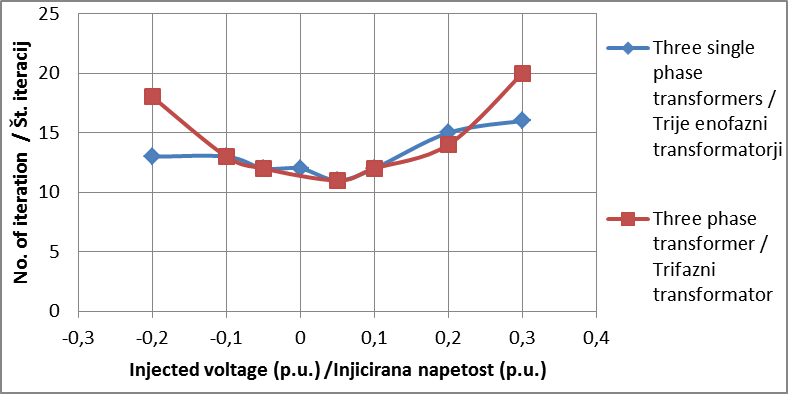 25
20
15
10
5
0
No. of iteration / Št. iteracij
-0,3 -0,2 -0,1 0 0,1 0,2 0,3 0,4
Injected voltage (p.u.) /Injicirana napetost (p.u.)
Three single
phase
transformers /
Trije enofazni
transformatorji
Three phase
transformer /
Trifazni
transformator